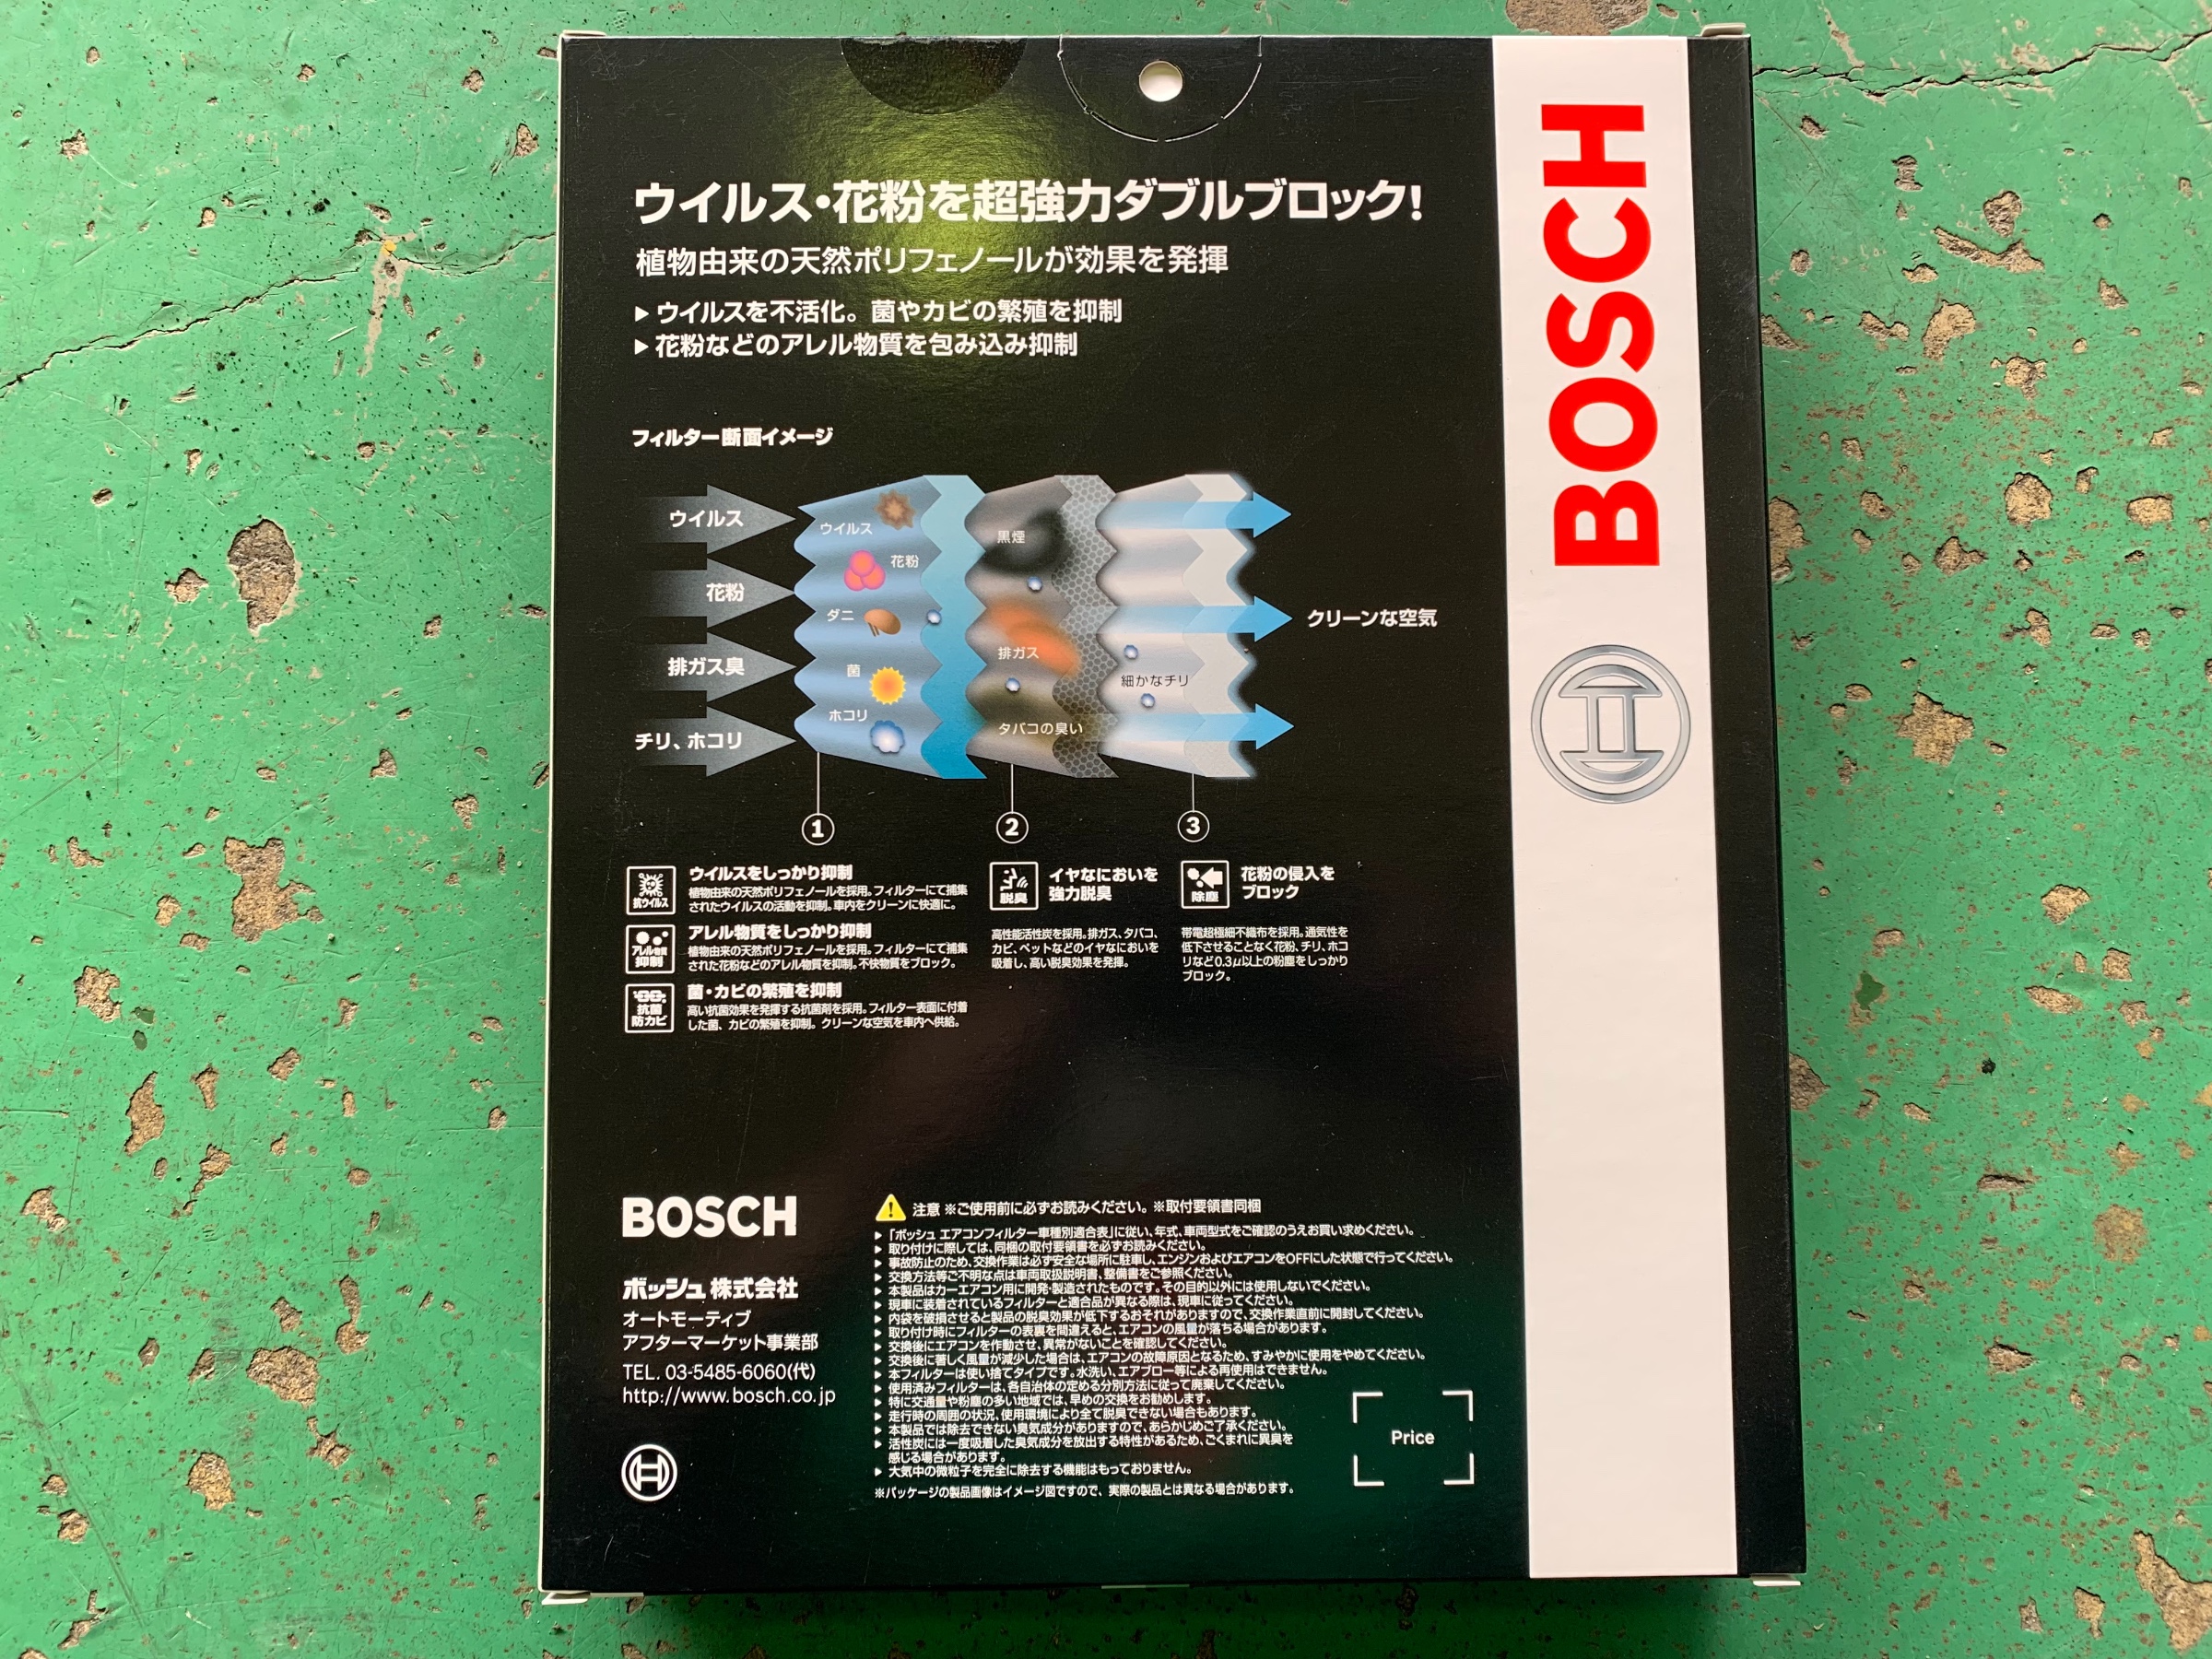 ウイルス・花粉を超強力ダブルブロック!
植物由来の天然ポリフェノールが効果を発揮
▶ウイルスを不活化。菌やカビの繁殖を抑制
▶花粉などのアレル物質を包み込み抑制
フィルター断面イメージ
ウイルス
花粉
排ガス臭
チリ、ホコリ
ウイルス
花粉
ダニ
菌
ホコリ
黒煙
排ガス
タバコの臭い
細かなチリ
クリーンな空気
1
2
3
抗ウイルス
ウイルスをしっかり抑制
植物由来の天然ポリフェノールを採用。フィルターにて捕集
されたウイルスの活動を抑制。車内をクリーンに快適に。
アレル物質
抑制
アレル物質をしっかり抑制
植物由来の天然ポリフェノールを採用。フィルターにて捕集
された花粉などのアレル物質を抑制。不快物質をブロック。
抗菌
防カビ
菌・カビの繁殖を抑制
高い抗菌効果を発揮する抗菌剤を採用。フィルター表面に付着
した菌、カビの繁殖を抑制。クリーンな空気を車内へ供給。
脱臭
イヤなにおいを
強力脱臭
高性能活性炭を採用。排ガス、タバコ、
カビ、ペットなどのイヤなにおいを
吸着し、高い脱臭効果を発揮。
除塵
花粉の侵入を
ブロック
帯電超極細不織布を採用。通気性を
低下させることなく花粉、チリ、ホコ
リなど0.3μ以上の粉塵をしっかり
ブロック。
BOSCH
ボッシュ株式会社
オートモーティブ
アフターマーケット事業部
TEL. 03-5485-6060(代)
http://www.bosch.co.jp
注意 ※ご使用前に必ずお読みください。※取付要領書同梱
▶「ボッシュ エアコンフィルター車種別適合表」に従い、年式、車両型式をご確認のうえお買い求めください。
▶取り付けに際しては、同梱の取付要領書を必ずお読みください。
▶事故防止のため、交換作業は必ず安全な場所に駐車し、エンジンおよびエアコンをOFFにした状態で行ってください。
▶交換方法等ご不明な点は車両取扱説明書、整備書をご参照ください。
▶本製品はカーエアコン用に開発・製造されたものです。その目的以外には使用しないでください。
▶現車に装着されているフィルターと適合品が異なる際は、現車に従ってください。
▶内袋を破損させると製品の脱臭効果が低下するおそれがありますので、交換作業直前に開封してください。
▶取り付け時にフィルターの表裏を間違えると、エアコンの風量が落ちる場合があります。
▶交換後にエアコンを作動させ、異常がないことを確認してください。
▶交換後に著しく風量が減少した場合は、エアコンの故障原因となるため、すみやかに使用をやめてください。
▶本フィルターは使い捨てタイプです。水洗い、エアブロー等による再使用はできません。
▶使用済みフィルターは、各自治体の定める分別方法に従って廃棄してください。
▶特に交通量や粉塵の多い地域では、早めの交換をお勧めします。
▶走行時の周囲の状況、使用環境により全て脱臭できない場合もあります。
▶本製品では除去できない臭気成分がありますので、あらかじめご了承ください。
▶活性炭には一度吸着した臭気成分を放出する特性があるため、ごくまれに異臭を
感じる場合があります。
▶大気中の微粒子を完全に除去する機能はもっておりません。
※パッケージの製品画像はイメージ図ですので、実際の製品とは異なる場合があります。
Price
BOSCH